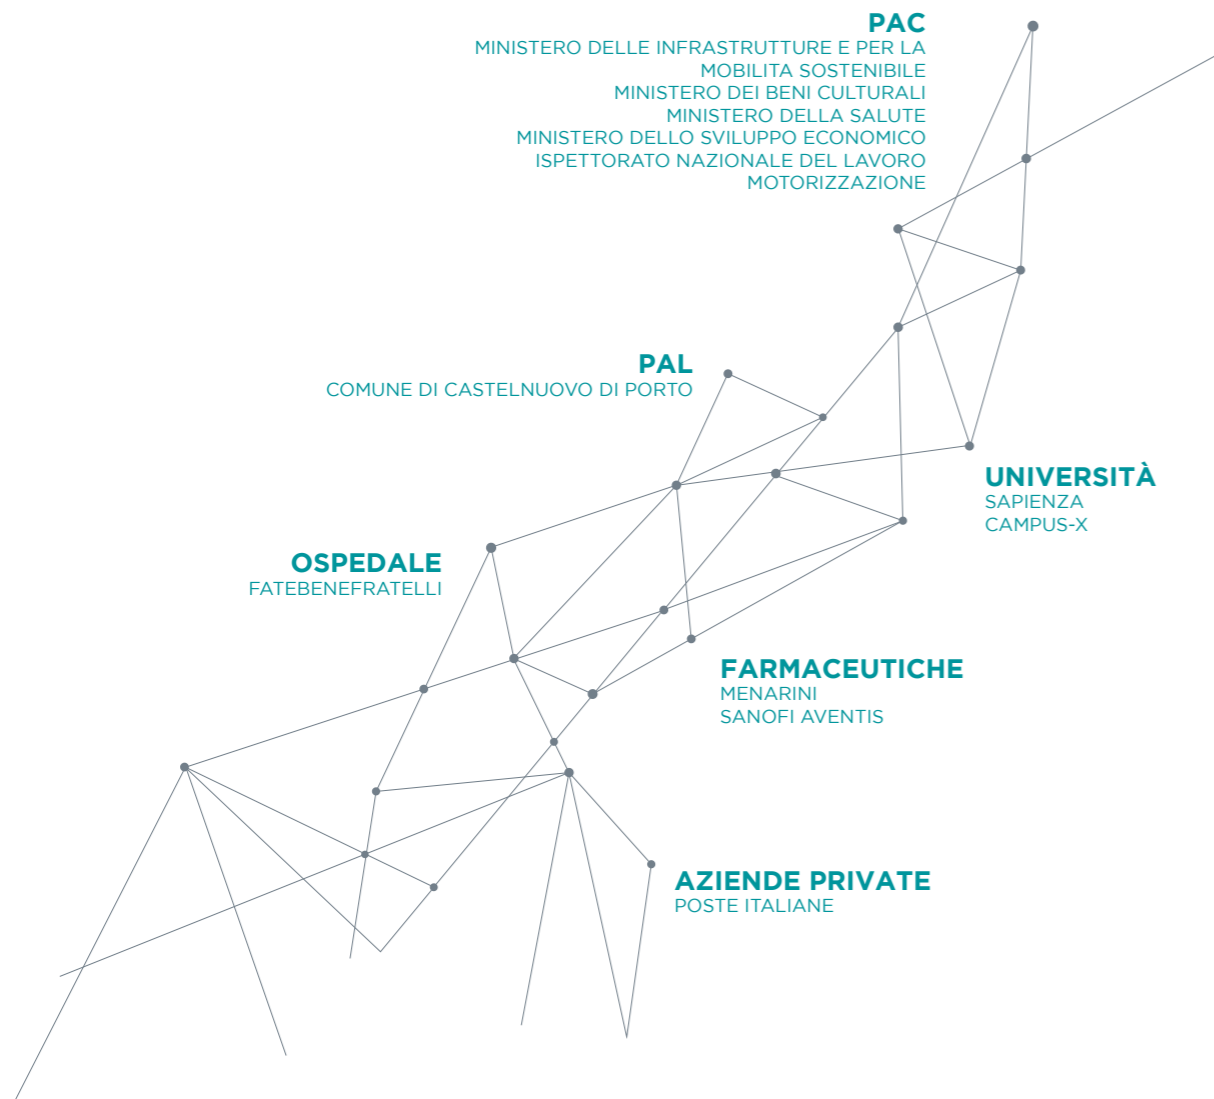 PAC
MINISTERO DELLE INFRASTRUTTURE E PER LA
MOBILITA SOSTENIBILE
MINISTERO DEI BENI CULTURALI
MINISTERO DELLA SALUTE
MINISTERO DELLO SVILUPPO ECONOMICO
ISPETTORATO NAZIONALE DEL LAVORO
MOTORIZZAZIONE
PAL
COMUNE DI CASTELNUOVO DI PORTO
UNIVERSITÀ
SAPIENZA
CAMPUS-X
OSPEDALE
FATEBENEFRATELLI
FARMACEUTICHE
MENARINI
SANOFI AVENTIS
AZIENDE PRIVATE
POSTE ITALIANE